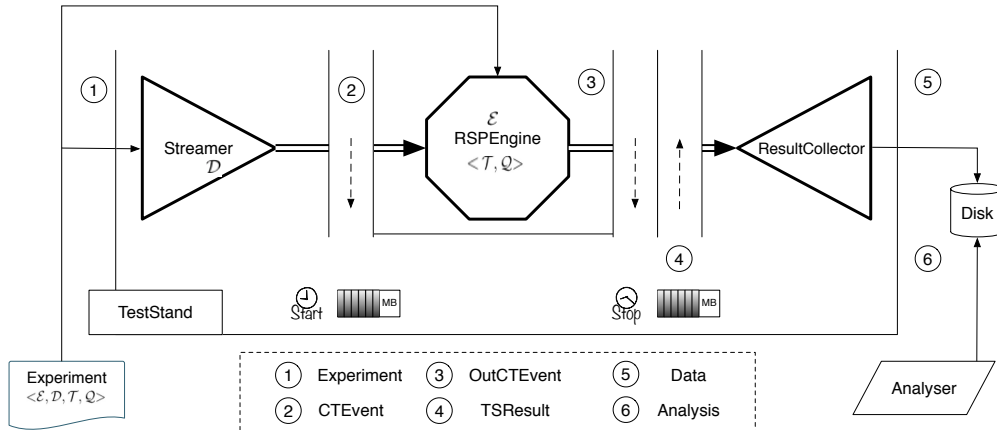 1
2
3
5
Streamer
𝒟
ℰ
RSPEngine
<𝒯, 𝒬>
ResultCollector
Disk
4
6
TestStand
Start
MB
Stop
MB
Experiment
<ℰ, 𝒟, 𝒯, 𝒬>
1 Experiment 3 OutCTEvent 5 Data
2 CTEvent 4 TSResult 6 Analysis
Analyser